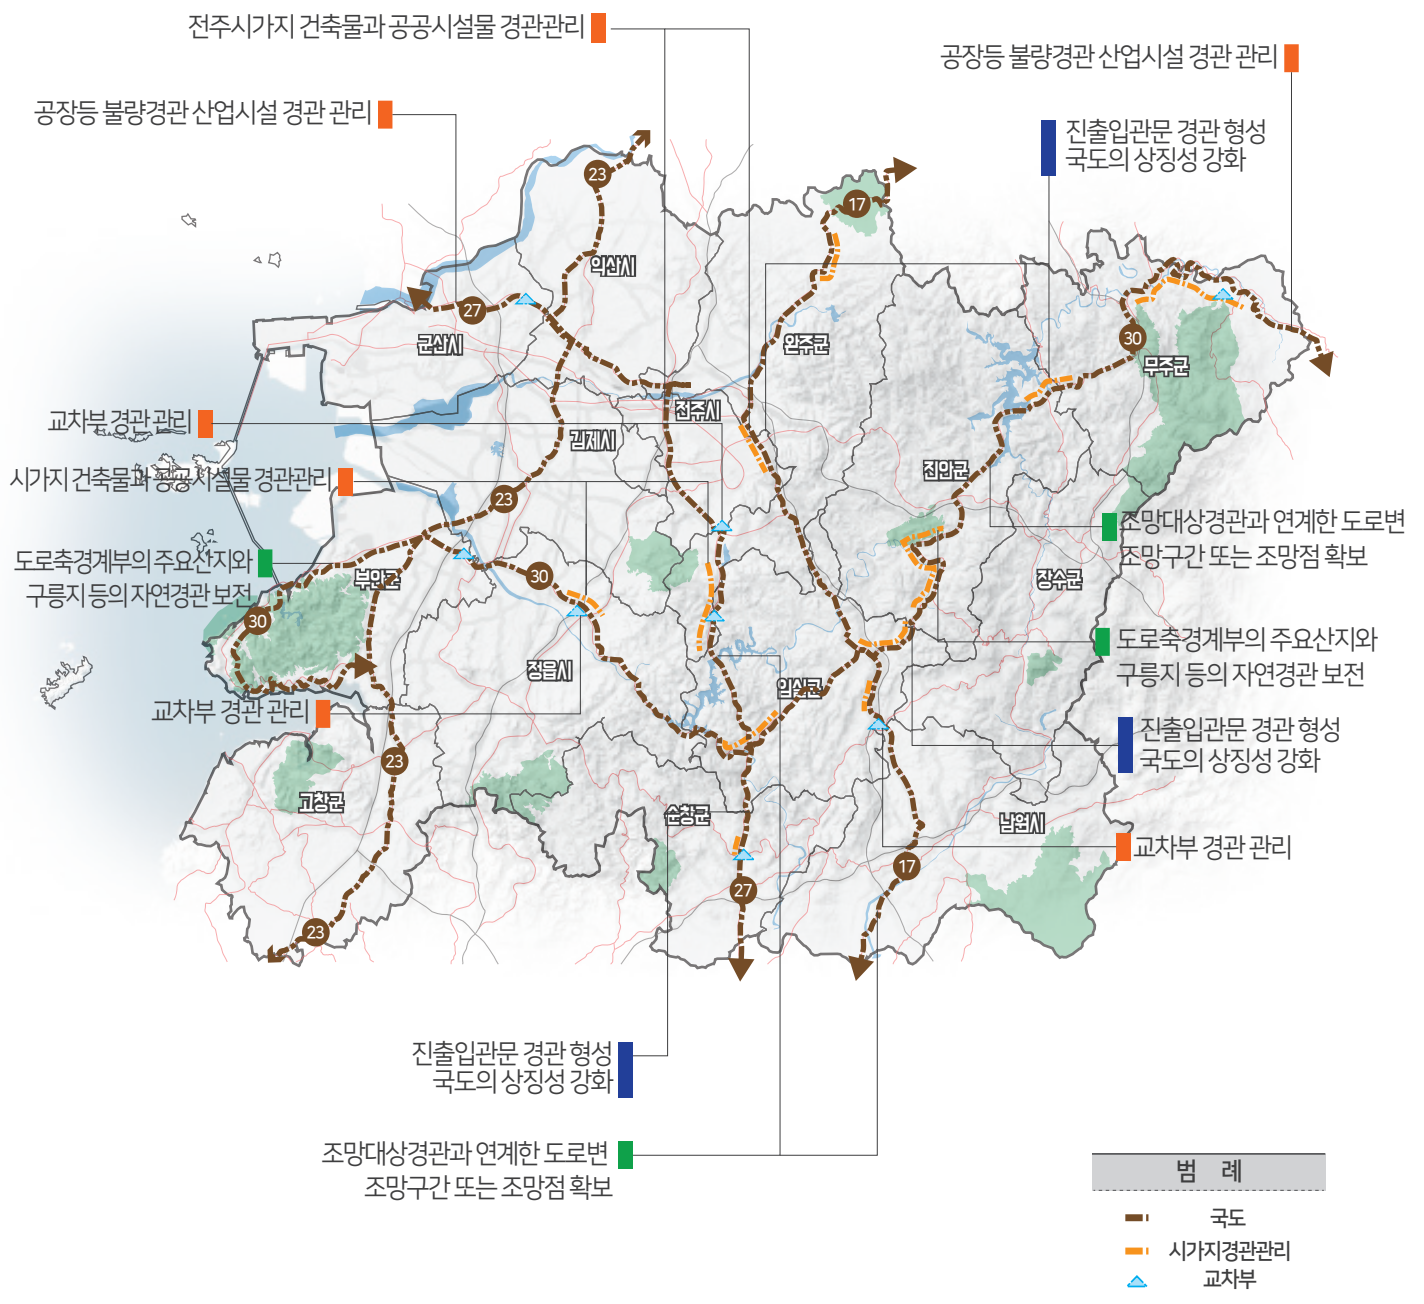 전주시가지 건축물과 공공시설물 경관관리
공장등 불량경관 산업시설 경관 관리
공장등 불량경관 산업시설 경관 관리
진출입관문 경관 형성
국도의 상징성 강화
23
17
익산시
27
군산시
완주군
30
무주군
교차부 경관 관리
전주시
김제시
진안군
시가지 건축물과 공공시설물 경관관리
23
조망대상경관과 연계한 도로변
조망구간 또는 조망점 확보
도로축경계부의 주요산지와
구릉지 등의 자연경관 보전
부안군
30
장수군
30
도로축경계부의 주요산지와
구릉지 등의 자연경관 보전
정읍시
임실군
교차부 경관 관리
진출입관문 경관 형성
국도의 상징성 강화
23
고창군
순창군
남원시
교차부 경관 관리
17
27
23
진출입관문 경관 형성
국도의 상징성 강화
조망대상경관과 연계한 도로변
조망구간 또는 조망점 확보
범 례
국도
시가지경관관리
교차부